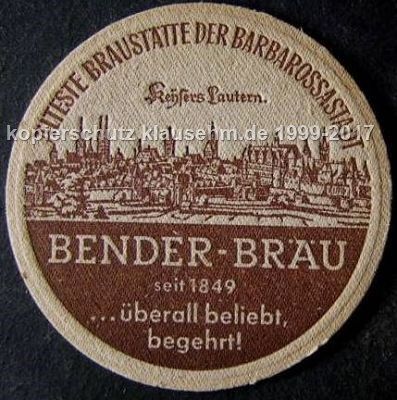 ÄLTESTE BRAUSTÄTTE DER BARBAROSSASTADT
Keysers Lautern.
kopierschutz klausehm.de 1999-2017
BENDER-BRÄU
seit 1849
...überall beliebt,
begehrt!